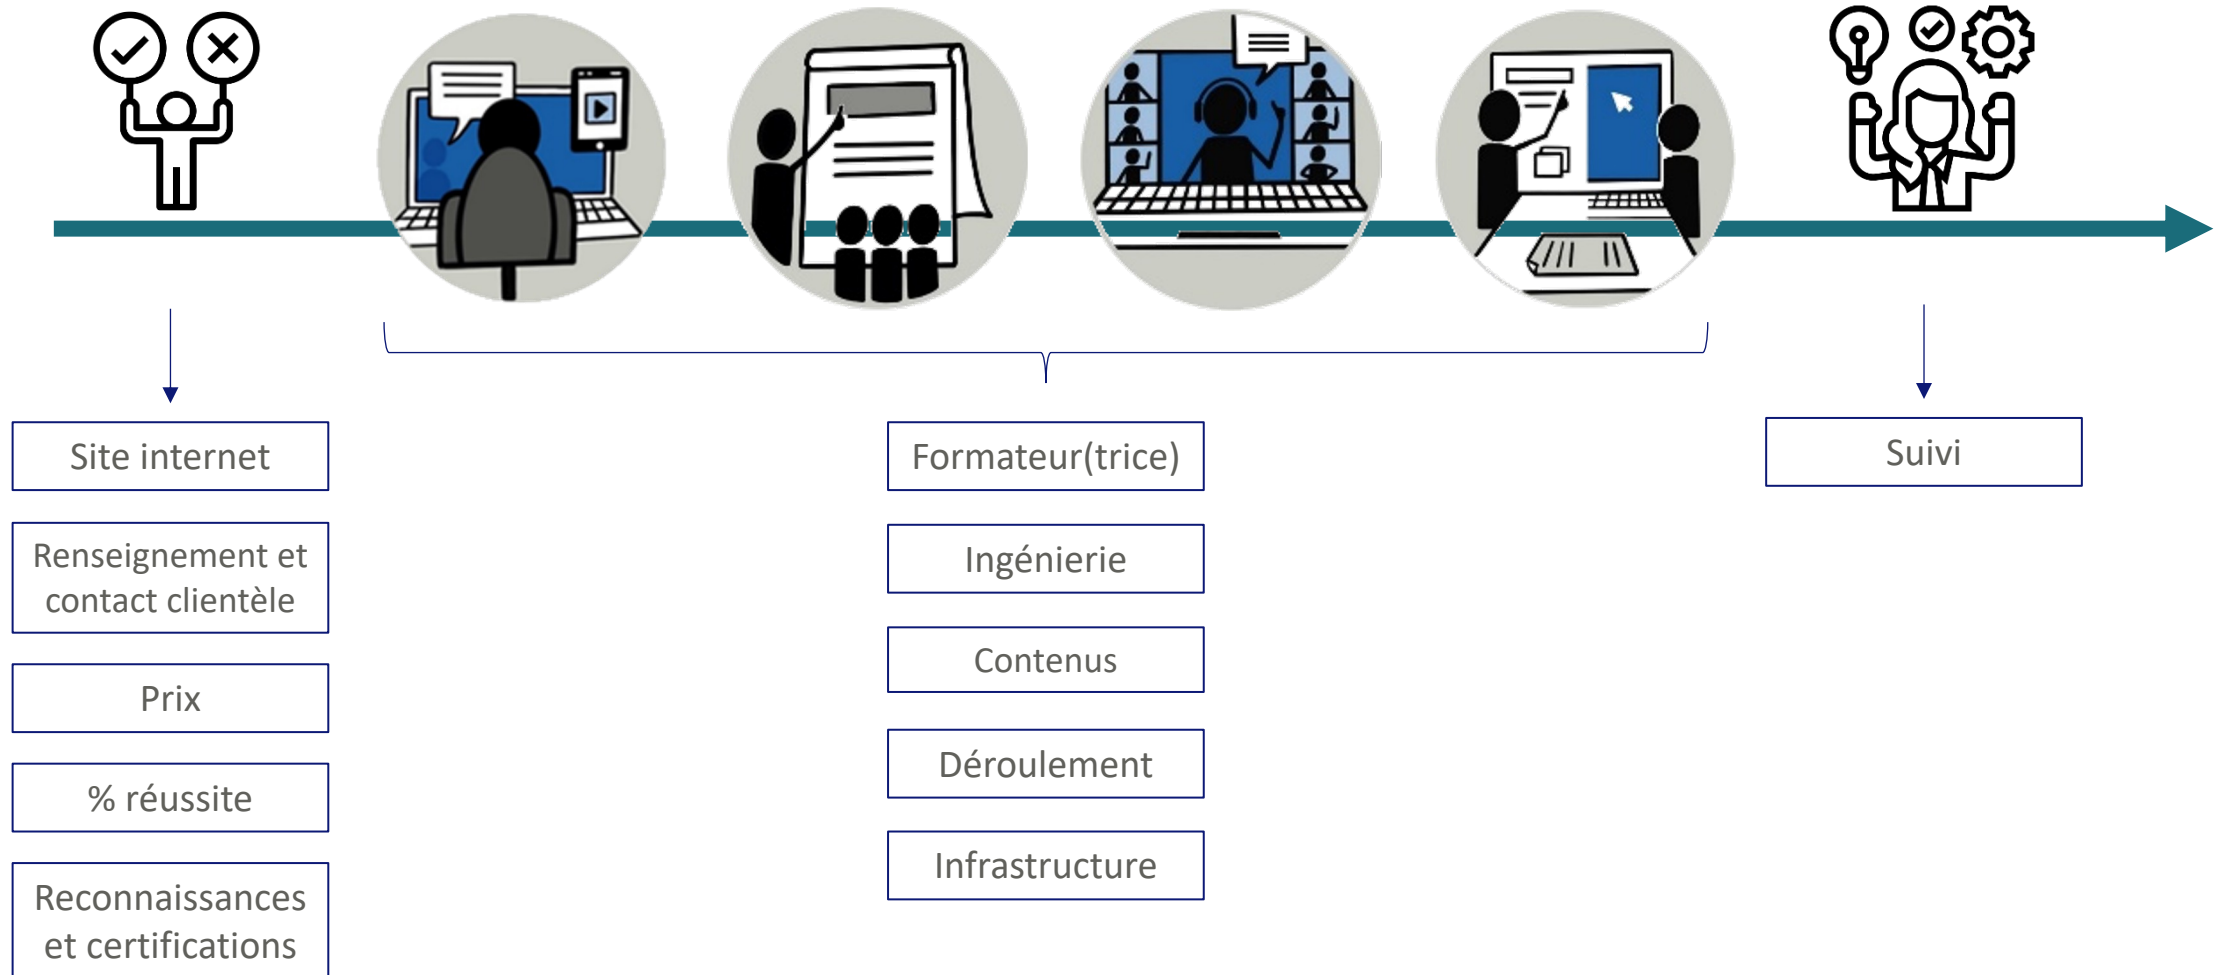 Site internet
Renseignement et
contact clientèle
Prix
% réussite
Reconnaissances
et certifications
Formateur(trice)
Ingénierie
Contenus
Déroulement
Infrastructure
Suivi